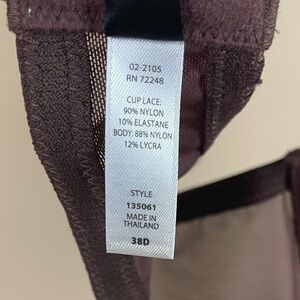 02-2105
RN 72248
CUP LACE:
90% NYLON
10% ELASTANE
BODY: 88% NYLON
12% LYCRA
STYLE
135061
MADE IN
THAILAND
38D